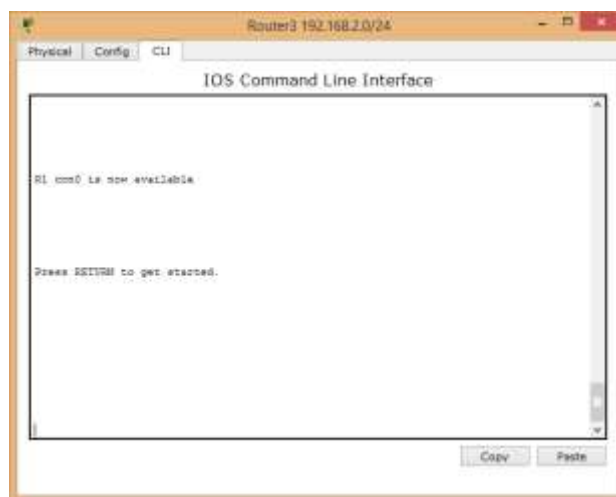 Router3 192.168.2.0/24
Physical Config CLI
IOS Command Line Interface
R1 con0 is now available
Press RETURN to get started.
Copy Paste